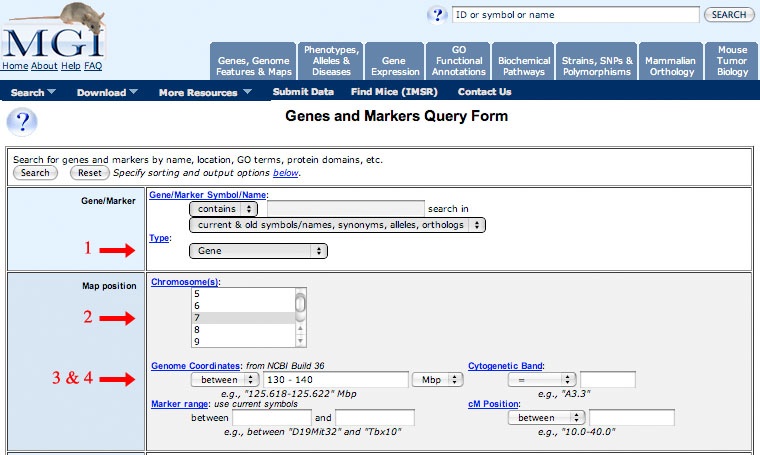 ? ID or symbol or name SEARCH
MGI
Home About Help FAQ
Genes, Genome Features & Maps
Phenotypes, Alleles & Diseases
Gene Expression
GO Functional Annotations
Biochemical Pathways
Strains, SNPs & Polymorphisms
Mammalian Orthology
Mouse Tumor Biology
Search Download More Resources Submit Data Find Mice (IMSR) Contact Us
? Genes and Markers Query Form
Search for genes and markers by name, location, GO terms, protein domains, etc.
Search Reset Specify sorting and output options below.
Gene/Marker
Gene/Marker Symbol/Name:
contains search in
current & old symbols/names, synonyms, alleles, orthologs
Type:
1 Gene
Map position
Chromosome(s):
5
6
2 7
8
9
Genome Coordinates: from NCBI Build 36 Cytogenetic Band:
3 & 4 between 130 - 140 Mbp =
e.g., "125.618-125.622" Mbp e.g., "A3.3"
Marker range: use current symbols cM Position:
between and between
e.g., between "D19Mit32" and "Tbx10" e.g., "10.0-40.0"